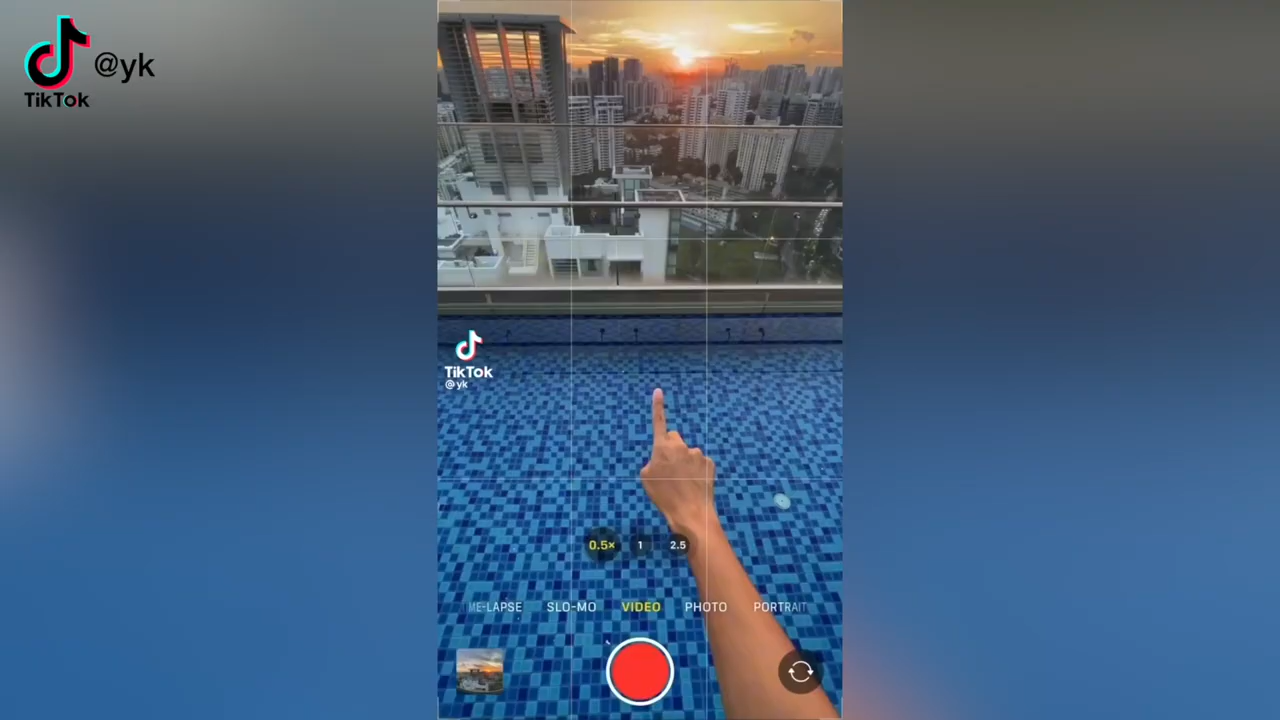 TikTok
@yk
TikTok
@yk
0.5×
1
2.5
ME-LAPSE
SLO-MO
VIDEO
PHOTO
PORTRAIT